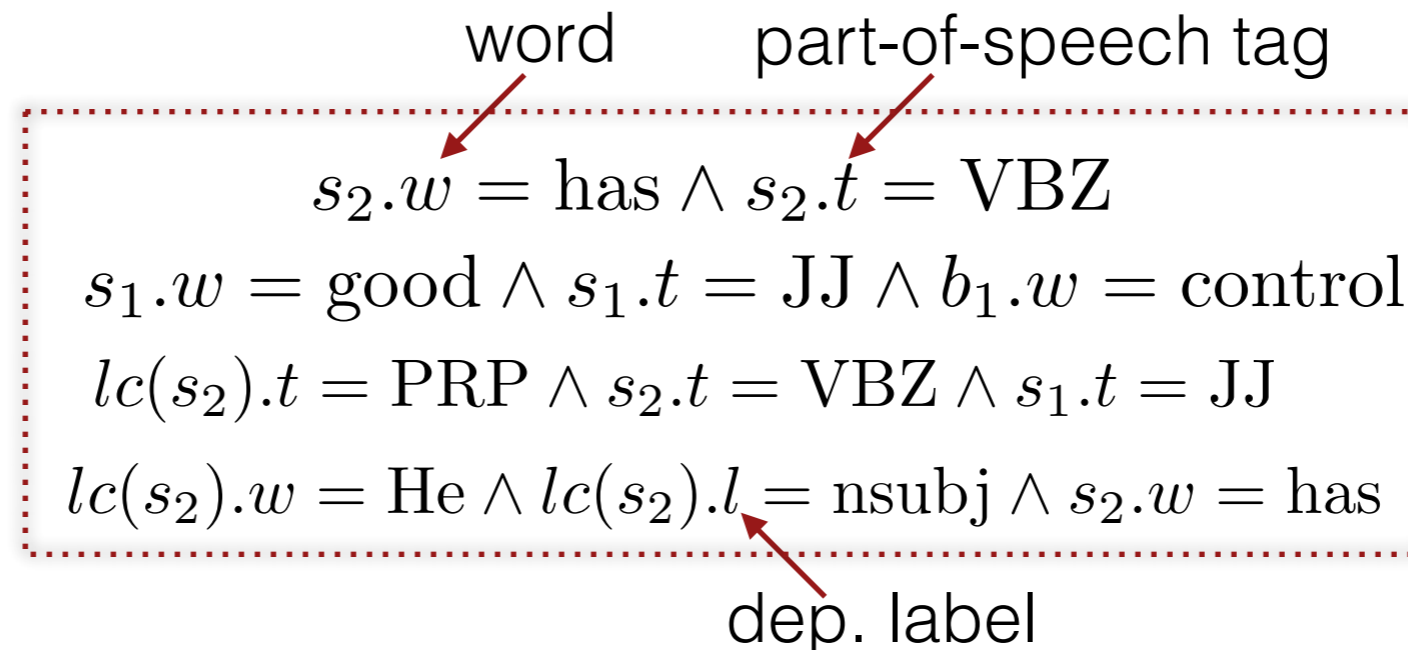 word part-of-speech tag
s₂.w = has ∧ s₂.t = VBZ
s₁.w = good ∧ s₁.t = JJ ∧ b₁.w = control
lc(s₂).t = PRP ∧ s₂.t = VBZ ∧ s₁.t = JJ
lc(s₂).w = He ∧ lc(s₂).l = nsubj ∧ s₂.w = has
dep. label